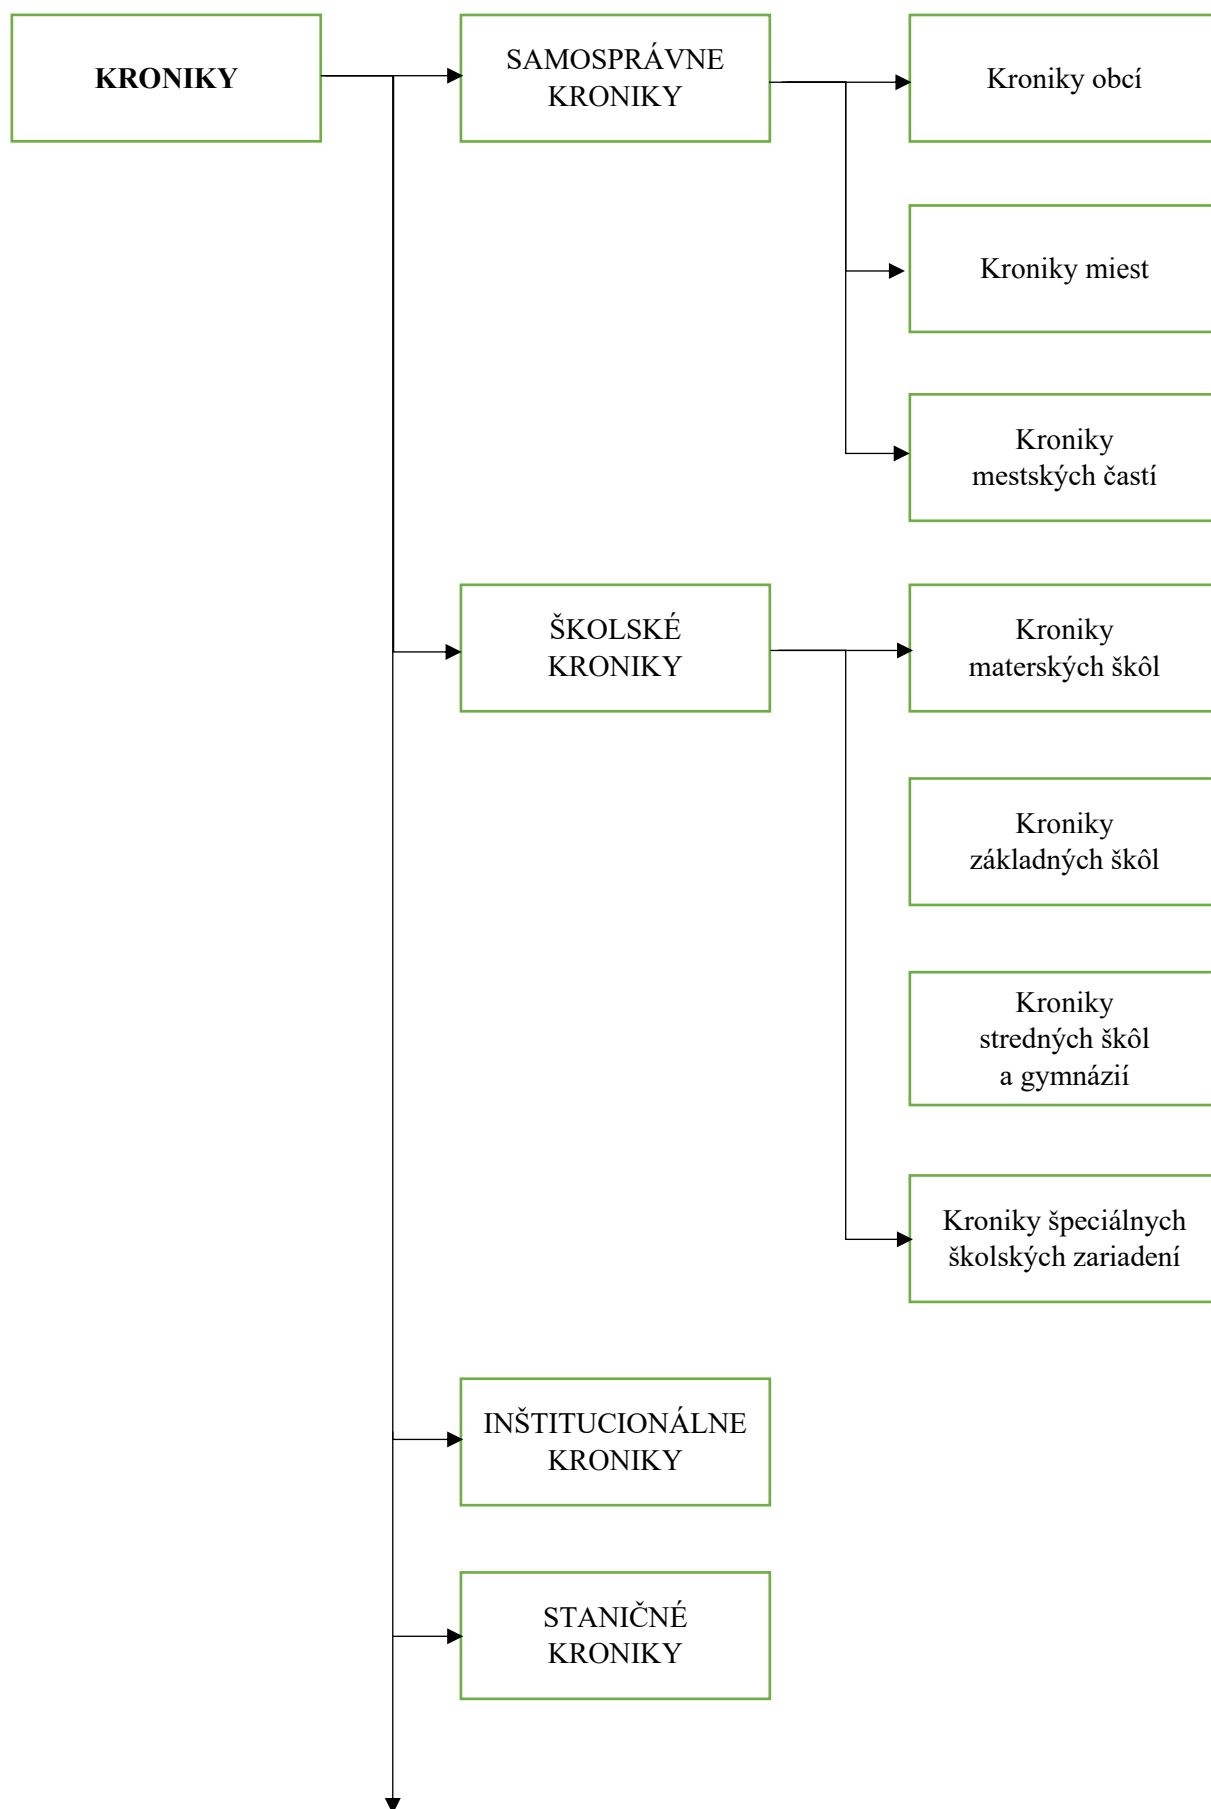 KRONIKY
SAMOSPRÁVNE
KRONIKY
Kroniky obcí
Kroniky miest
Kroniky
mestských častí
ŠKOLSKÉ
KRONIKY
Kroniky
materských škôl
Kroniky
základných škôl
Kroniky
stredných škôl
a gymnázií
Kroniky špeciálnych
školských zariadení
INŠTITUCIONÁLNE
KRONIKY
STANIČNÉ
KRONIKY